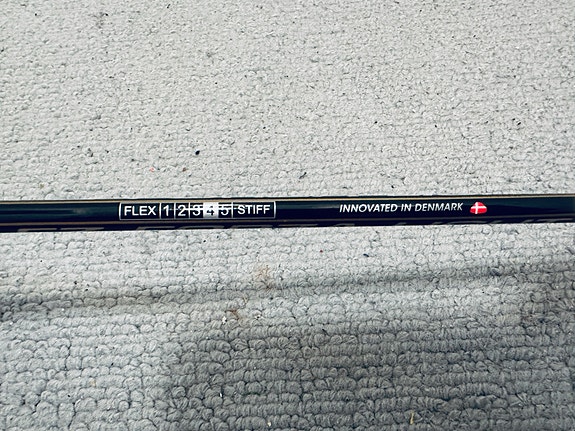 FLEX 1 2 3 4 5 STIFF INNOVATED IN DENMARK